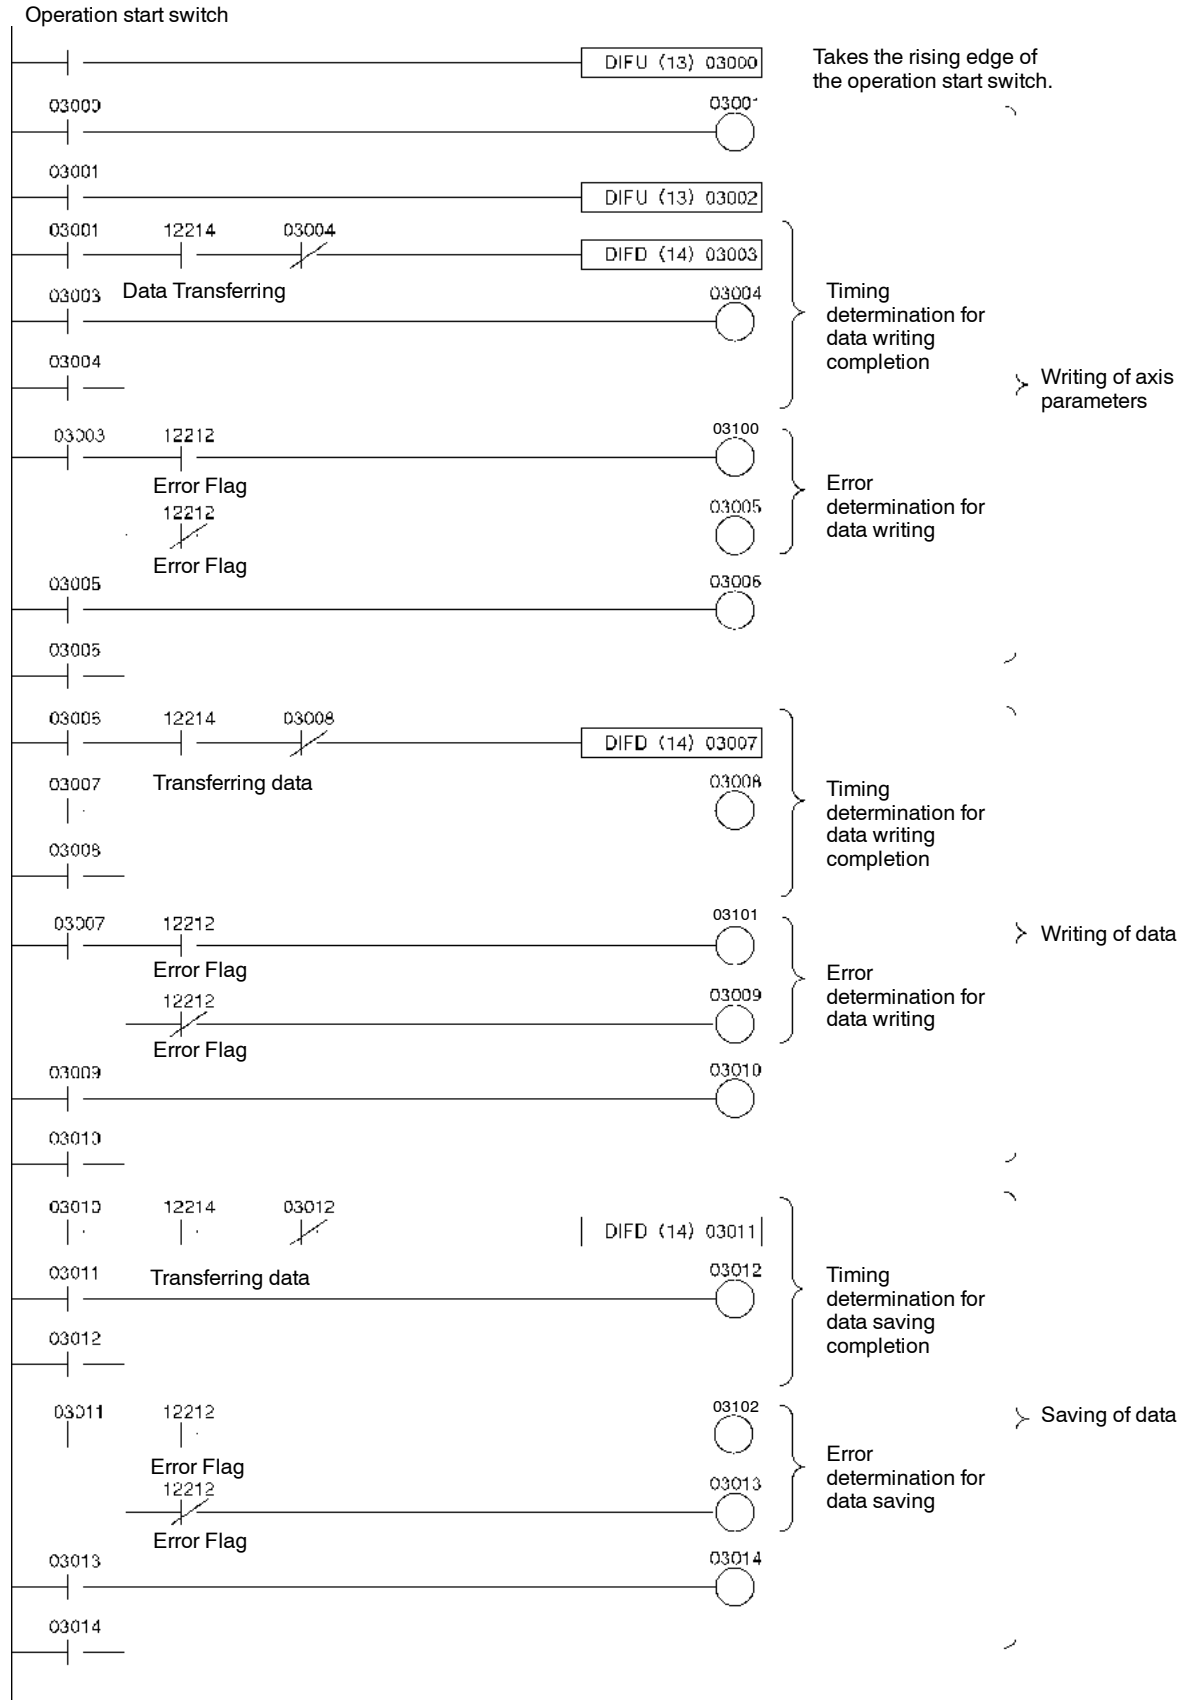 Operation start switch
DIFU (13) 03000
Takes the rising edge of
the operation start switch.
03000
03001
03001
DIFU (13) 03002
03001 12214 03004
DIFD (14) 03003
03003 Data Transferring 03004
Timing
determination for
data writing
completion
03004
Writing of axis
parameters
03003 12212 03100
Error Flag
Error
determination for
data writing
12212 03005
Error Flag
03005 03006
03006
03006 12214 03008
DIFD (14) 03007
03007 Transferring data 03008
Timing
determination for
data writing
completion
03008
03007 12212 03101
Writing of data
Error Flag
Error
determination for
data writing
12212 03009
Error Flag
03009 03010
03010
03010 12214 03012
DIFD (14) 03011
03011 Transferring data 03012
Timing
determination for
data saving
completion
03012
03011 12212 03102
Saving of data
Error Flag
Error
determination for
data saving
12212 03013
Error Flag
03013 03014
03014